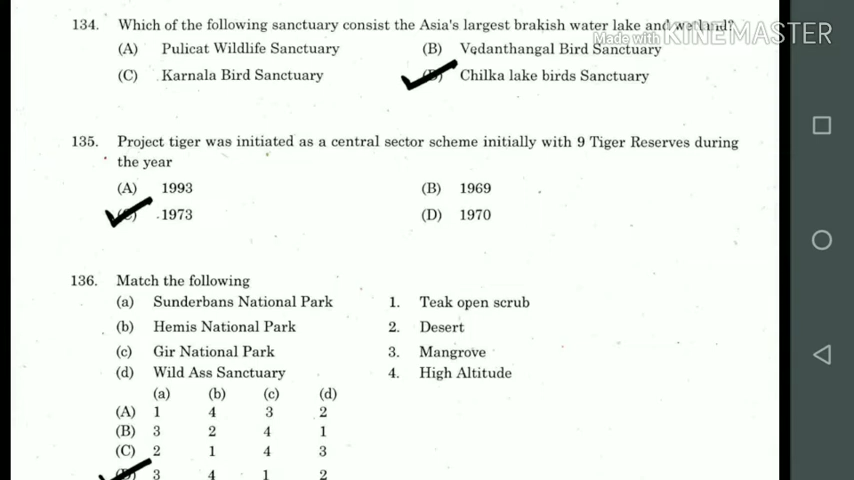 Made with KINEMASTER
134. Which of the following sanctuary consist the Asia's largest brakish water lake and wetland?
(A) Pulicat Wildlife Sanctuary (B) Vedanthangal Bird Sanctuary
(C) Karnala Bird Sanctuary (D) Chilka lake birds Sanctuary
135. Project tiger was initiated as a central sector scheme initially with 9 Tiger Reserves during
the year
(A) 1993 (B) 1969
(C) 1973 (D) 1970
136. Match the following
(a) Sunderbans National Park 1. Teak open scrub
(b) Hemis National Park 2. Desert
(c) Gir National Park 3. Mangrove
(d) Wild Ass Sanctuary 4. High Altitude
(a) (b) (c) (d)
(A) 1 4 3 2
(B) 3 2 4 1
(C) 2 1 4 3
(D) 3 4 1 2